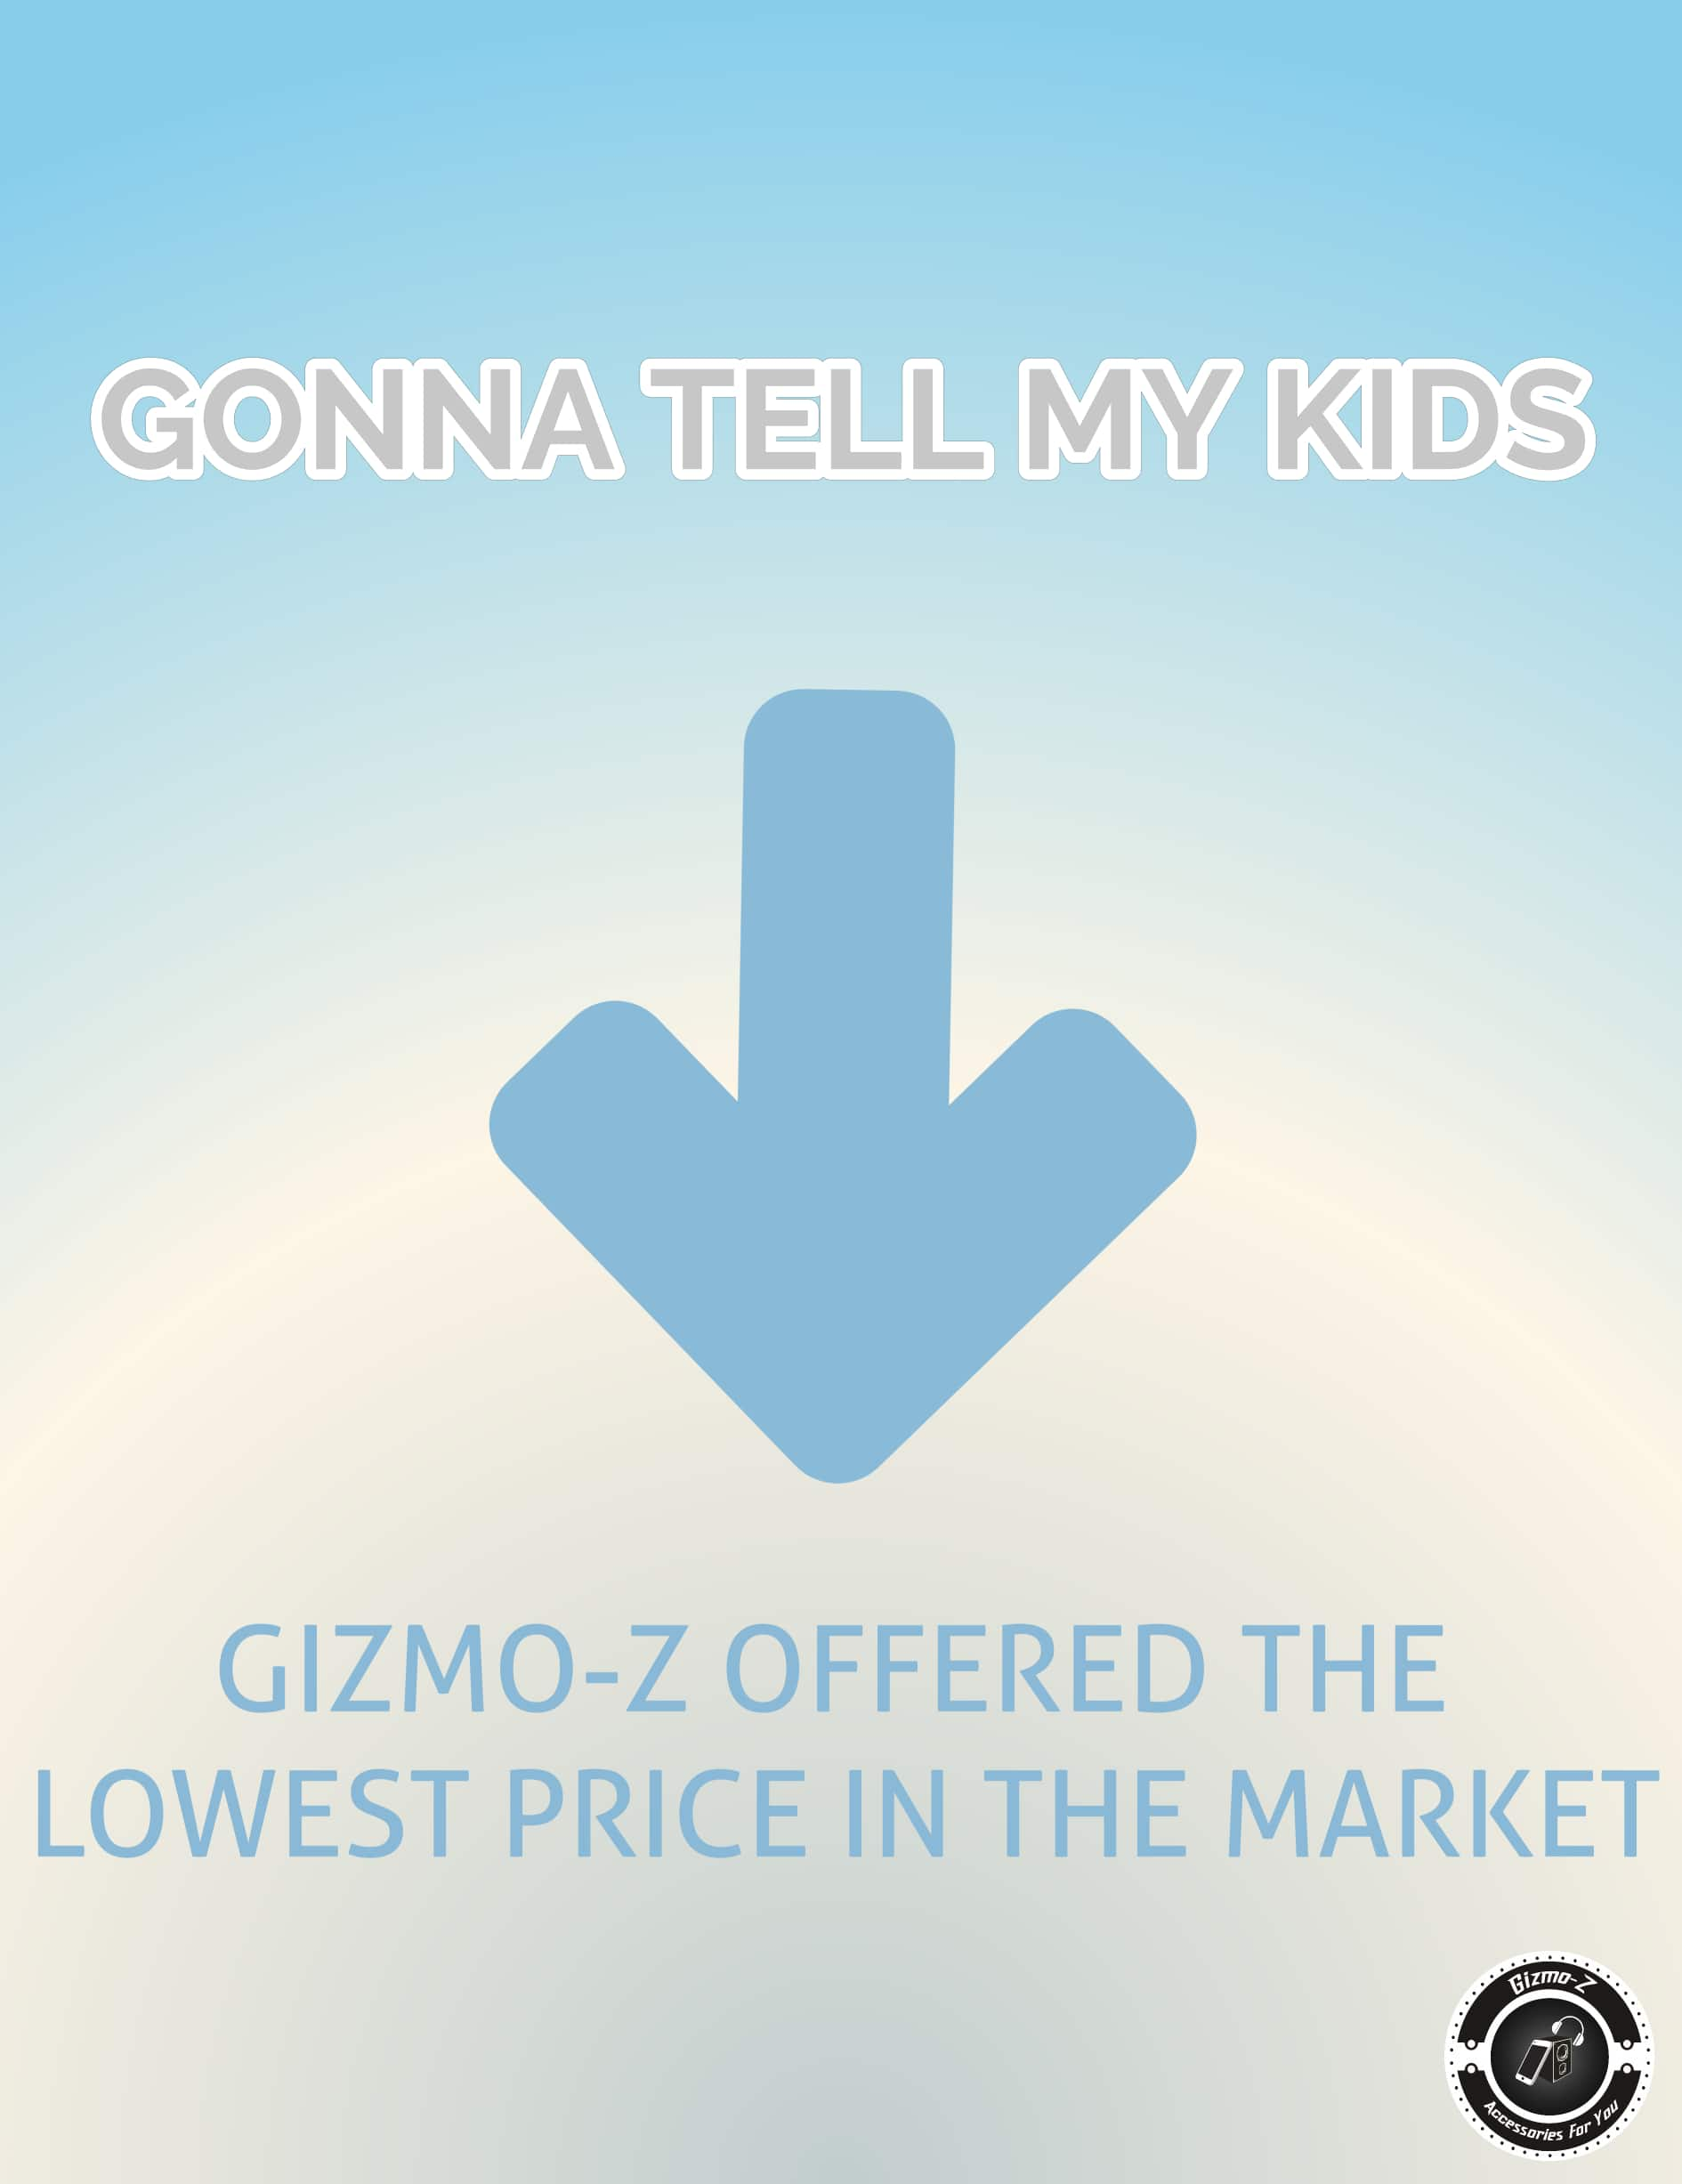 GONNA TELL MY KIDS
GIZMO-Z OFFERED THE
LOWEST PRICE IN THE MARKET
Gizmo-Z
Accessories For You